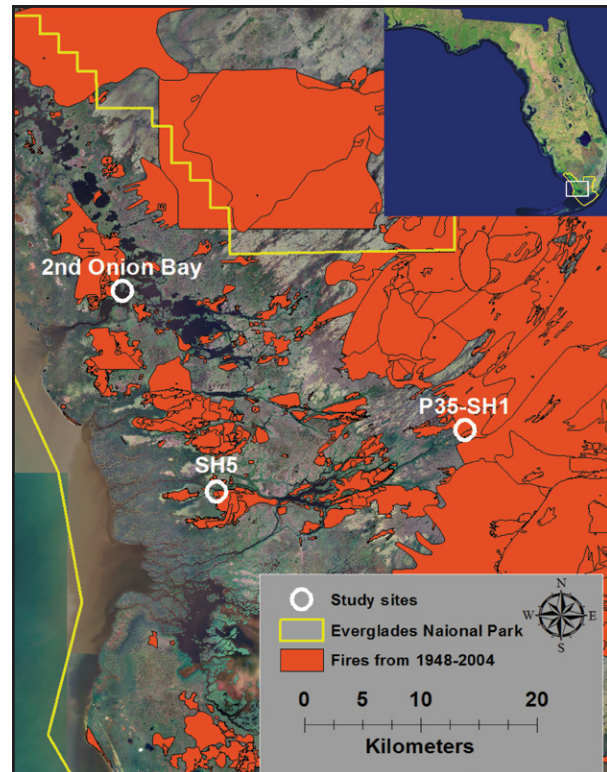 2nd Onion Bay
P35-SH1
SH5
N
W E
S
Study sites
Everglades Naional Park
Fires from 1948-2004
0 5 10 20
Kilometers